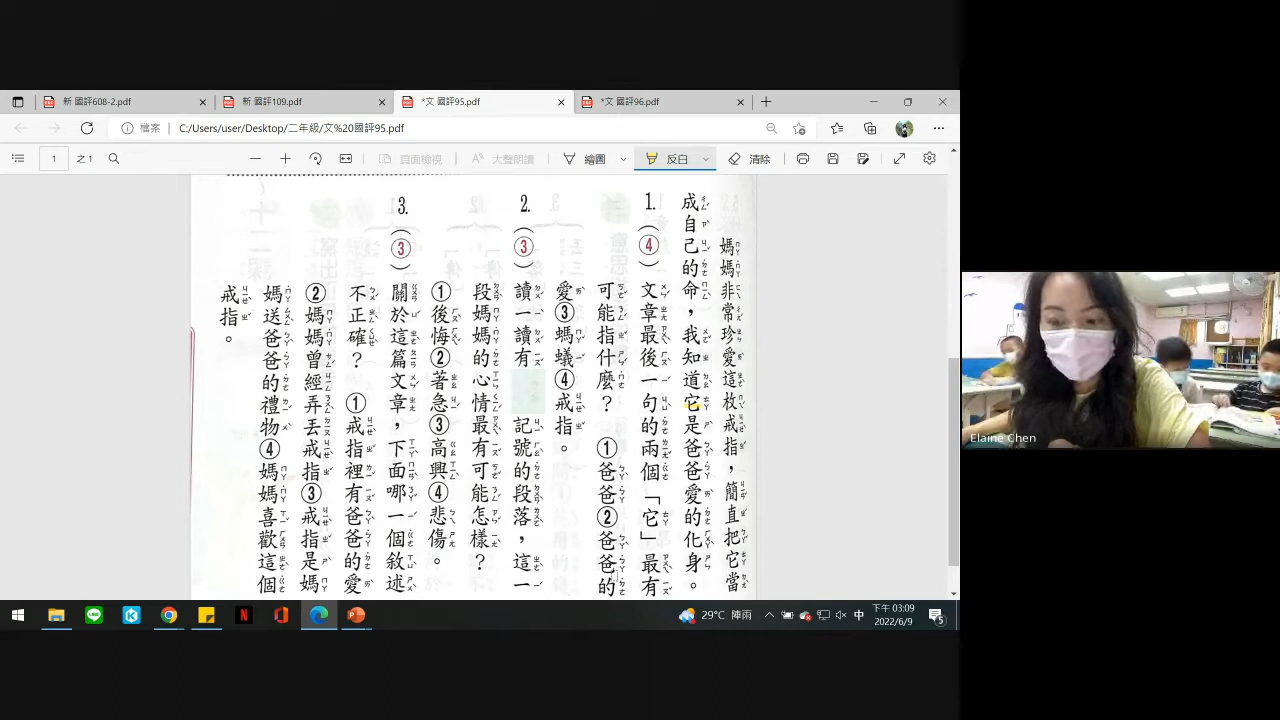 新 國評608-2.pdf
新 國評109.pdf
*文 國評95.pdf
*文 國評96.pdf
檔案
C:/Users/user/Desktop/二年級/文%20國評95.pdf
1
之1
頁面檢視
大聲朗讀
繪圖
反白
清除
媽媽非常珍愛這枚戒指，簡直把它當
成自己的命，我知道它是爸爸愛的化身。
1.（④）文章最後一句的兩個「它」最有
可能指什麼？①爸爸②爸爸的
愛③螞蟻④戒指。
2.（③）讀一讀有 記號的段落，這一
段媽媽的心情最有可能怎樣？
①後悔②著急③高興④悲傷。
3.（③）關於這篇文章，下面哪一個敘述
不正確？①戒指裡有爸爸的愛
②媽媽曾經弄丟戒指③戒指是媽
媽送爸爸的禮物④媽媽喜歡這個
戒指。
Elaine Chen
29°C 陣雨
中
下午 03:09
2022/6/9
5